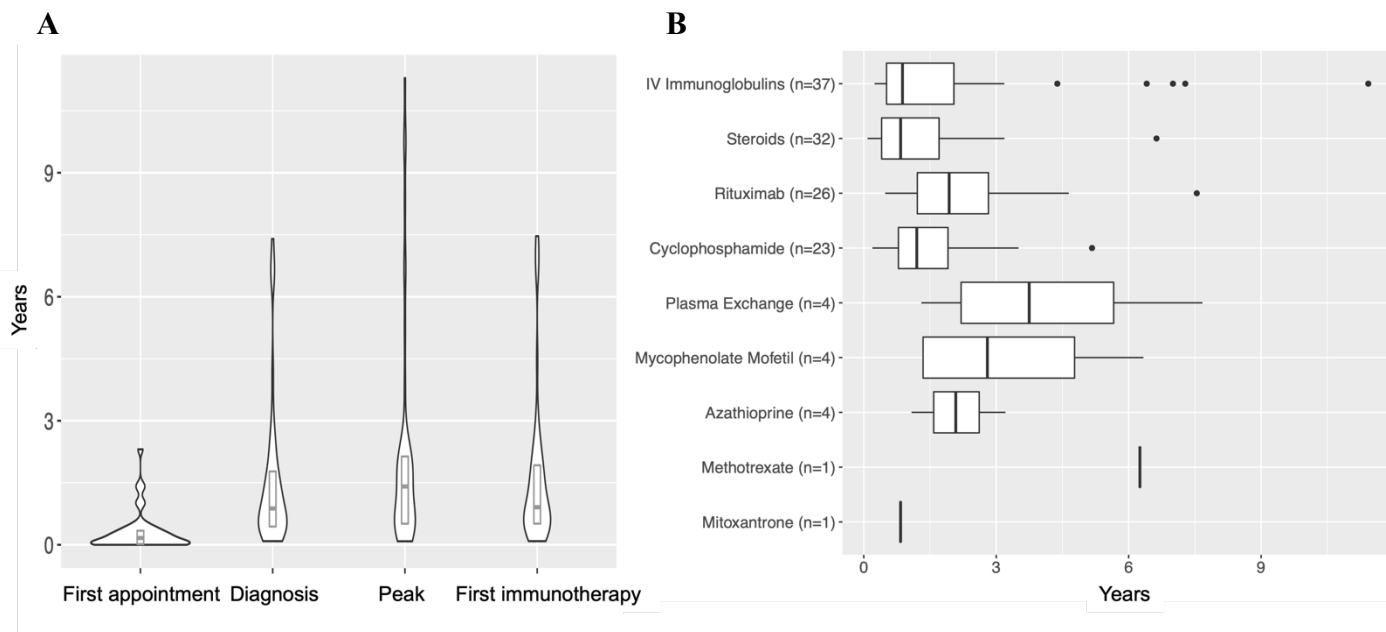 A
Years
9
6
3
0
First appointment Diagnosis Peak First immunotherapy
B
IV Immunoglobulins (n=37)
Steroids (n=32)
Rituximab (n=26)
Cyclophosphamide (n=23)
Plasma Exchange (n=4)
Mycophenolate Mofetil (n=4)
Azathioprine (n=4)
Methotrexate (n=1)
Mitoxantrone (n=1)
0 3 6 9
Years